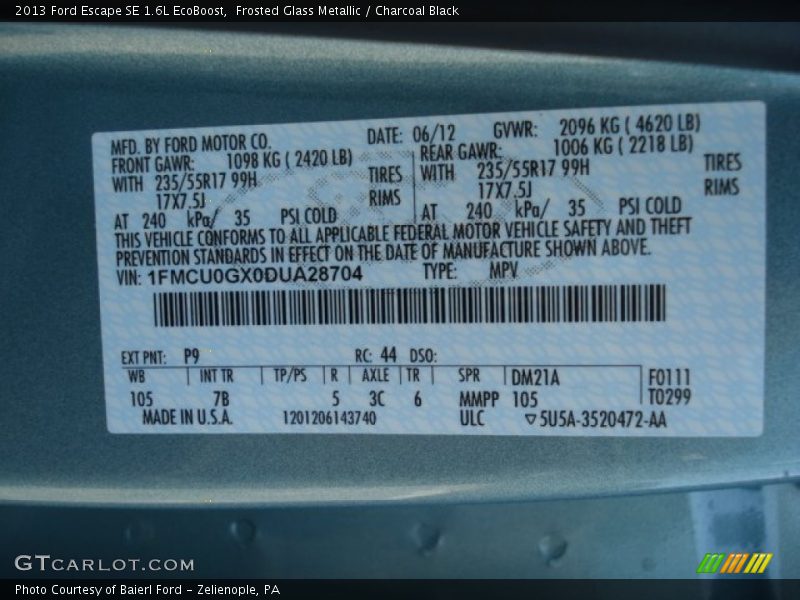 2013 Ford Escape SE 1.6L EcoBoost,  Frosted Glass Metallic / Charcoal Black
MFD. BY FORD MOTOR CO. DATE: 06/12 GVWR: 2096 KG ( 4620 LB)
FRONT GAWR: 1098 KG ( 2420 LB) REAR GAWR: 1006 KG ( 2218 LB)
WITH 235/55R17 99H TIRES WITH 235/55R17 99H TIRES
17X7.5J RIMS 17X7.5J RIMS
AT 240 kPa/ 35 PSI COLD AT 240 kPa/ 35 PSI COLD
THIS VEHICLE CONFORMS TO ALL APPLICABLE FEDERAL MOTOR VEHICLE SAFETY AND THEFT
PREVENTION STANDARDS IN EFFECT ON THE DATE OF MANUFACTURE SHOWN ABOVE.
VIN: 1FMCU0GX0DUA28704 TYPE: MPV
EXT PNT: P9 RC: 44 DSO:
WB INT TR TP/PS R AXLE TR SPR DM21A F0111
105 7B 5 3C 6 MMPP 105 T0299
MADE IN U.S.A. 1201206143740 ULC ▽5U5A-3520472-AA
GTCARLOT.COM
Photo Courtesy of Baierl Ford - Zelienople, PA